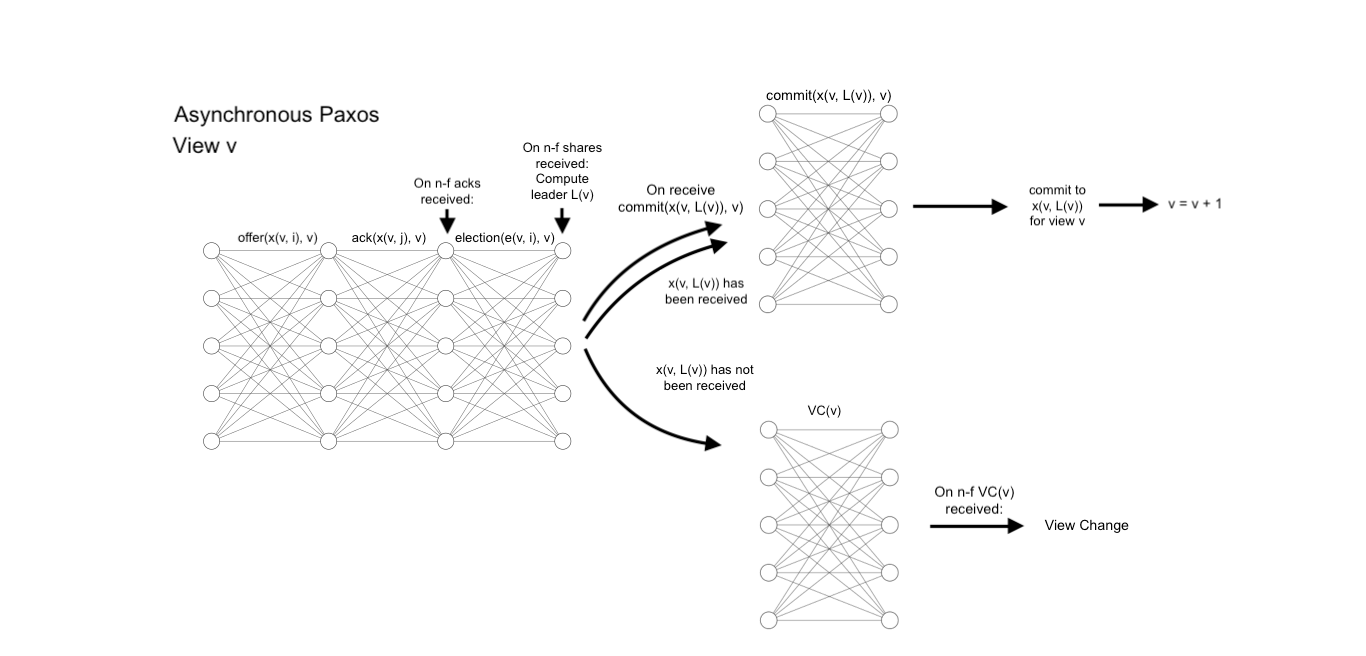 Asynchronous Paxos
View v
offer(x(v, i), v)
ack(x(v, j), v)
On n-f acks
received:
election(e(v, i), v)
On n-f shares
received:
Compute
leader L(v)
On receive
commit(x(v, L(v)), v)
x(v, L(v)) has
been received
x(v, L(v)) has not
been received
commit(x(v, L(v)), v)
commit to
x(v, L(v))
for view v
v = v + 1
VC(v)
On n-f VC(v)
received:
View Change